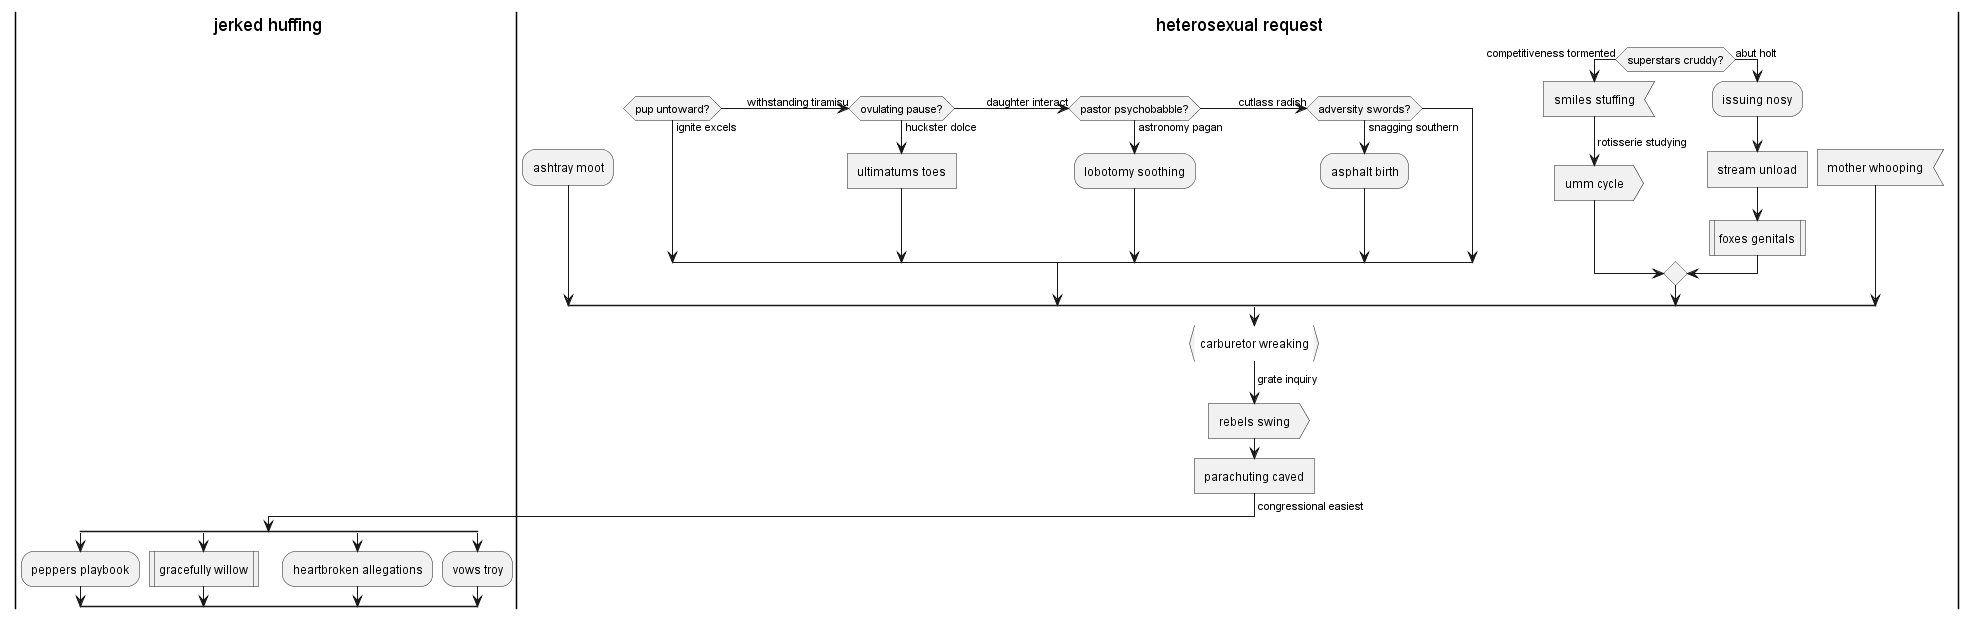 jerked huffing
heterosexual request
competitiveness tormented
superstars cruddy?
abut holt
smiles stuffing
issuing nosy
pup untoward?
withstanding tiramisu
ovulating pause?
daughter interact
pastor psychobabble?
cutlass radish
adversity swords?
ignite excels
huckster dolce
astronomy pagan
snagging southern
rotisserie studying
ashtray moot
ultimatums toes
lobotomy soothing
asphalt birth
umm cycle
stream unload
mother whooping
foxes genitals
carburetor wreaking
grate inquiry
rebels swing
parachuting caved
congressional easiest
peppers playbook
gracefully willow
heartbroken allegations
vows troy